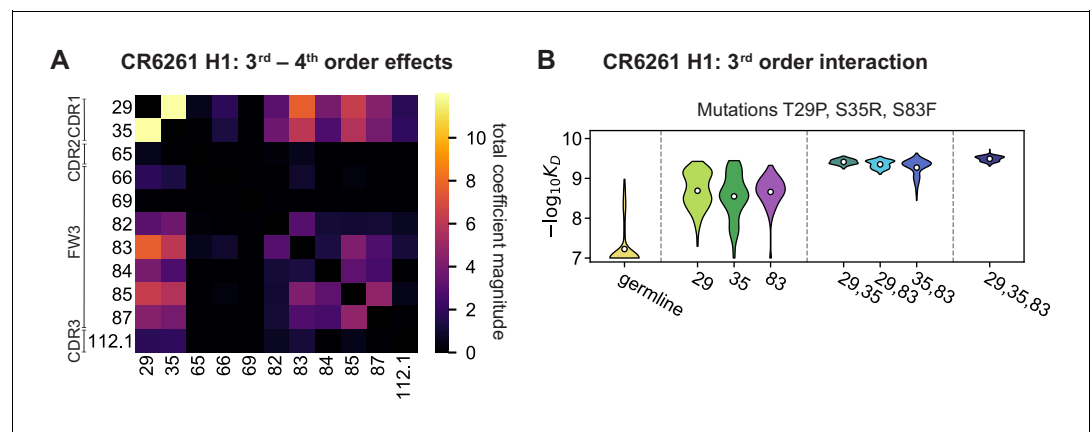 A CR6261 H1: 3rd – 4th order effects
CDR1
CDR2
FW3
CDR3
29
35
65
66
69
82
83
84
85
87
112.1
29 35 65 66 69 82 83 84 85 87 112.1
10
8
6
4
2
0
total coefficient magnitude
B CR6261 H1: 3rd order interaction
Mutations T29P, S35R, S83F
−log10KD
10
9
8
7
germline 29 35 83 29,35 29,83 35,83 29,35,83